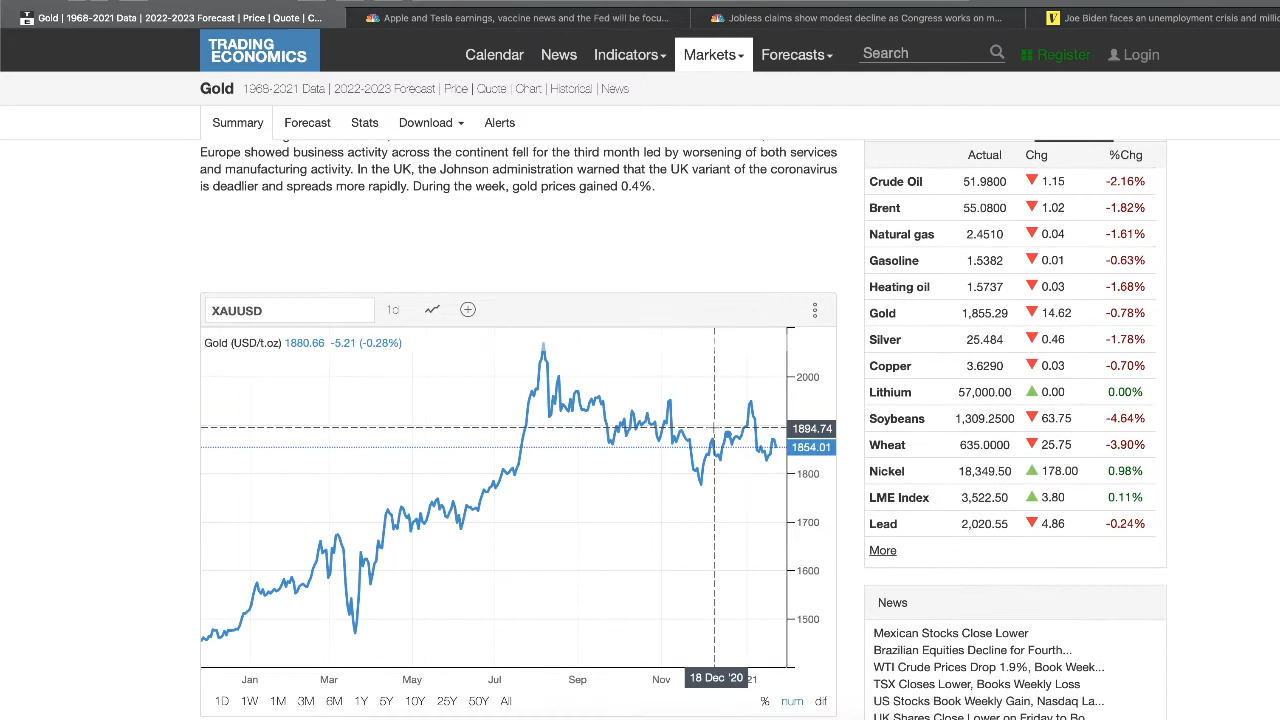 Gold | 1968-2021 Data | 2022-2023 Forecast | Price | Quote | C...
Apple and Tesla earnings, vaccine news and the Fed will be focu...
Jobless claims show modest decline as Congress works on m...
Joe Biden faces an unemployment crisis and millio
TRADING
ECONOMICS
Calendar News Indicators Markets Forecasts Search Register Login
Gold 1968-2021 Data | 2022-2023 Forecast | Price | Quote | Chart | Historical | News
Summary Forecast Stats Download Alerts
Europe showed business activity across the continent fell for the third month led by worsening of both services
and manufacturing activity. In the UK, the Johnson administration warned that the UK variant of the coronavirus
is deadlier and spreads more rapidly. During the week, gold prices gained 0.4%.
XAUUSD 1d
Gold (USD/t.oz) 1880.66 -5.21 (-0.28%)
2000
1894.74
1854.01
1800
1700
1600
1500
Jan Mar May Jul Sep Nov 18 Dec '20 21
1D 1W 1M 3M 6M 1Y 5Y 10Y 25Y 50Y All % num dif
Actual Chg %Chg
Crude Oil 51.9800 1.15 -2.16%
Brent 55.0800 1.02 -1.82%
Natural gas 2.4510 0.04 -1.61%
Gasoline 1.5382 0.01 -0.63%
Heating oil 1.5737 0.03 -1.68%
Gold 1,855.29 14.62 -0.78%
Silver 25.484 0.46 -1.78%
Copper 3.6290 0.03 -0.70%
Lithium 57,000.00 0.00 0.00%
Soybeans 1,309.2500 63.75 -4.64%
Wheat 635.0000 25.75 -3.90%
Nickel 18,349.50 178.00 0.98%
LME Index 3,522.50 3.80 0.11%
Lead 2,020.55 4.86 -0.24%
More
News
Mexican Stocks Close Lower
Brazilian Equities Decline for Fourth...
WTI Crude Prices Drop 1.9%, Book Week...
TSX Closes Lower, Books Weekly Loss
US Stocks Book Weekly Gain, Nasdaq La...
UK Shares Close Lower on Friday to Bo...